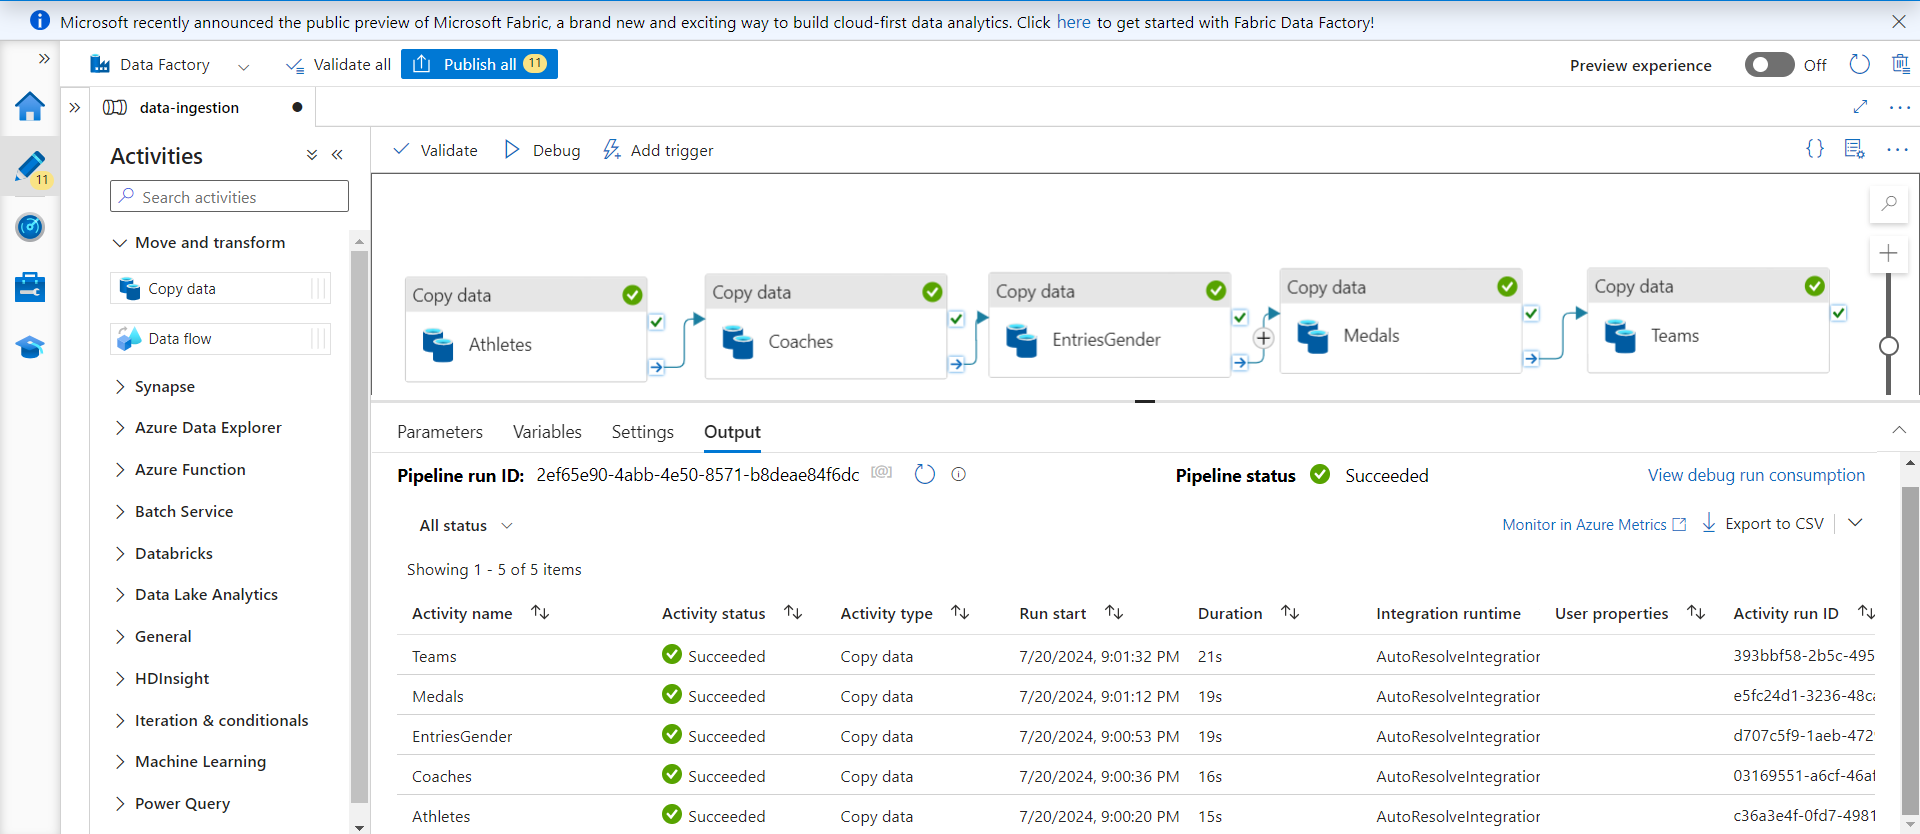 Microsoft recently announced the public preview of Microsoft Fabric, a brand new and exciting way to build cloud-first data analytics. Click here to get started with Fabric Data Factory!
Data Factory
Validate all
Publish all 11
Preview experience
Off
data-ingestion
11
Activities
Search activities
Move and transform
Copy data
Data flow
Synapse
Azure Data Explorer
Azure Function
Batch Service
Databricks
Data Lake Analytics
General
HDInsight
Iteration & conditionals
Machine Learning
Power Query
Validate
Debug
Add trigger
{}
Copy data
Athletes
Copy data
Coaches
Copy data
EntriesGender
Copy data
Medals
Copy data
Teams
Parameters Variables Settings Output
Pipeline run ID: 2ef65e90-4abb-4e50-8571-b8deae84f6dc [@]
Pipeline status Succeeded
View debug run consumption
All status
Monitor in Azure Metrics
Export to CSV
Showing 1 - 5 of 5 items
Activity name Activity status Activity type Run start Duration Integration runtime User properties Activity run ID
Teams Succeeded Copy data 7/20/2024, 9:01:32 PM 21s AutoResolveIntegration 393bbf58-2b5c-495
Medals Succeeded Copy data 7/20/2024, 9:01:12 PM 19s AutoResolveIntegration e5fc24d1-3236-48ca
EntriesGender Succeeded Copy data 7/20/2024, 9:00:53 PM 19s AutoResolveIntegration d707c5f9-1aeb-472
Coaches Succeeded Copy data 7/20/2024, 9:00:36 PM 16s AutoResolveIntegration 03169551-a6cf-46af
Athletes Succeeded Copy data 7/20/2024, 9:00:20 PM 15s AutoResolveIntegration c36a3e4f-0fd7-4981